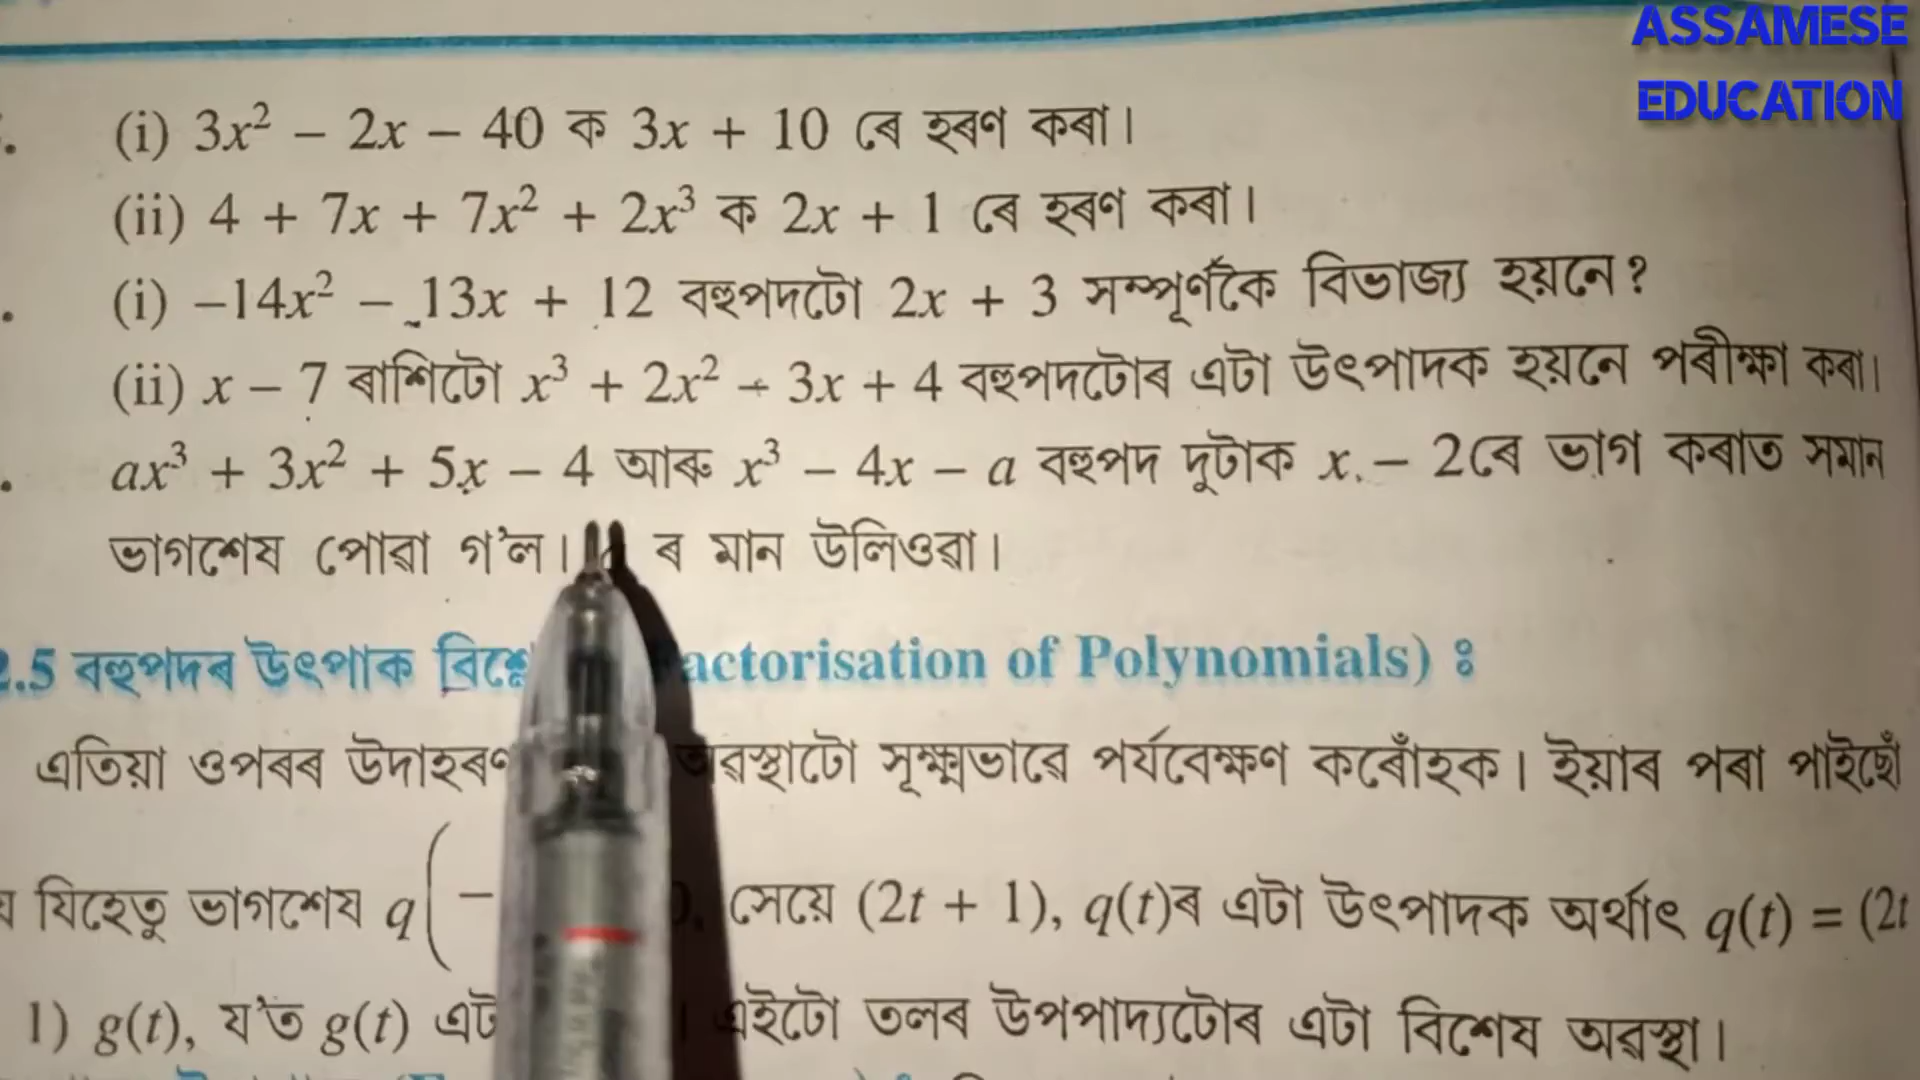 ASSAMESE
EDUCATION
(i) 3x² – 2x – 40 ক 3x + 10 ৰে হৰণ কৰা।
(ii) 4 + 7x + 7x² + 2x³ ক 2x + 1 ৰে হৰণ কৰা।
(i) –14x² – 13x + 12 বহুপদটো 2x + 3 সম্পূৰ্ণকৈ বিভাজ্য হয়নে?
(ii) x – 7 ৰাশিটো x³ + 2x² – 3x + 4 বহুপদটোৰ এটা উৎপাদক হয়নে পৰীক্ষা কৰা।
ax³ + 3x² + 5x – 4 আৰু x³ – 4x – a বহুপদ দুটাক x – 2ৰে ভাগ কৰাত সমান
ভাগশেষ পোৱা গ'ল। ৰ মান উলিওৱা।
2.5 বহুপদৰ উৎপাক actorisation of Polynomials) ঃ
এতিয়া ওপৰৰ উদাহৰণ অৱস্থাটো সূক্ষ্মভাৱে পৰ্যবেক্ষণ কৰোঁহক। ইয়াৰ পৰা পাইছোঁ
যিহেতু ভাগশেষ q(– সেয়ে (2t + 1), q(t)ৰ এটা উৎপাদক অৰ্থাৎ q(t) = (2t
1) g(t), য'ত g(t) এইটো তলৰ উপপাদ্যটোৰ এটা বিশেষ অৱস্থা।